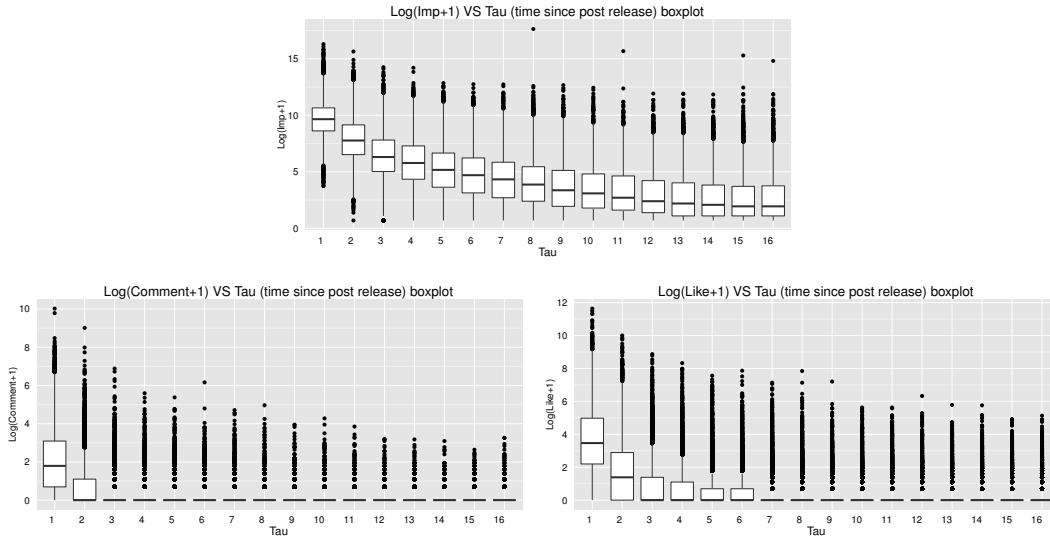 Log(Imp+1) VS Tau (time since post release) boxplot
Log(Imp+1)
15
10
5
0
1 2 3 4 5 6 7 8 9 10 11 12 13 14 15 16
Tau
Log(Comment+1) VS Tau (time since post release) boxplot
Log(Comment+1)
10
8
6
4
2
0
1 2 3 4 5 6 7 8 9 10 11 12 13 14 15 16
Tau
Log(Like+1) VS Tau (time since post release) boxplot
Log(Like+1)
12
10
8
6
4
2
0
1 2 3 4 5 6 7 8 9 10 11 12 13 14 15 16
Tau